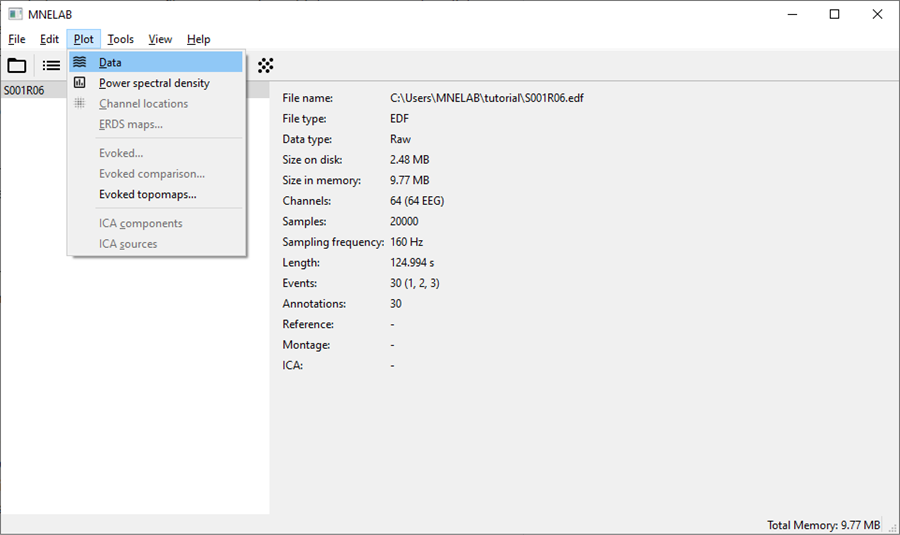 MNELAB
File Edit Plot Tools View Help
Data
Power spectral density
Channel locations
ERDS maps...
Evoked...
Evoked comparison...
Evoked topomaps...
ICA components
ICA sources
S001R06
File name: C:\Users\MNELAB\tutorial\S001R06.edf
File type: EDF
Data type: Raw
Size on disk: 2.48 MB
Size in memory: 9.77 MB
Channels: 64 (64 EEG)
Samples: 20000
Sampling frequency: 160 Hz
Length: 124.994 s
Events: 30 (1, 2, 3)
Annotations: 30
Reference: -
Montage: -
ICA: -
Total Memory: 9.77 MB